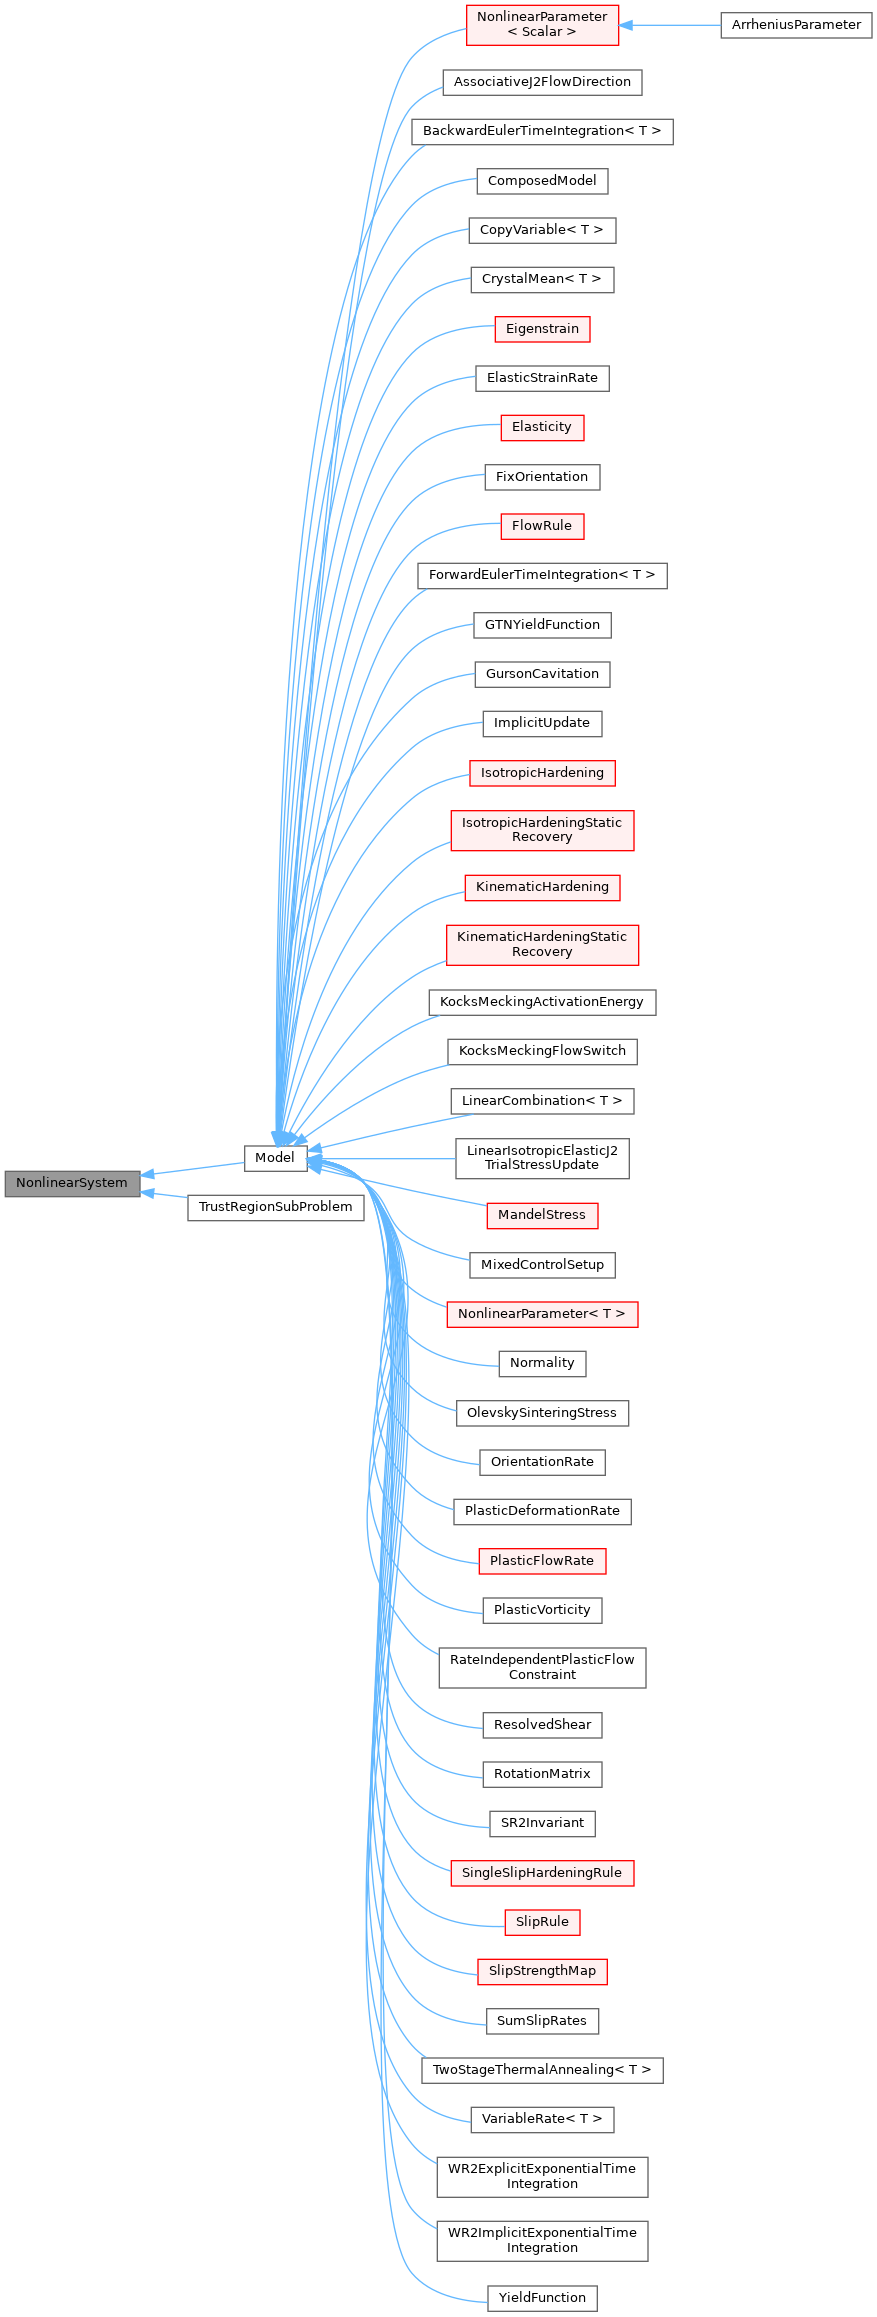 NonlinearParameter
< Scalar >
ArrheniusParameter
AssociativeJ2FlowDirection
BackwardEulerTimeIntegration< T >
ComposedModel
CopyVariable< T >
CrystalMean< T >
Eigenstrain
ElasticStrainRate
Elasticity
FixOrientation
FlowRule
ForwardEulerTimeIntegration< T >
GTNYieldFunction
GursonCavitation
ImplicitUpdate
IsotropicHardening
IsotropicHardeningStatic
Recovery
KinematicHardening
KinematicHardeningStatic
Recovery
KocksMeckingActivationEnergy
KocksMeckingFlowSwitch
LinearCombination< T >
LinearIsotropicElasticJ2
TrialStressUpdate
Model
NonlinearSystem
TrustRegionSubProblem
MandelStress
MixedControlSetup
NonlinearParameter< T >
Normality
OlevskySinteringStress
OrientationRate
PlasticDeformationRate
PlasticFlowRate
PlasticVorticity
RateIndependentPlasticFlow
Constraint
ResolvedShear
RotationMatrix
SR2Invariant
SingleSlipHardeningRule
SlipRule
SlipStrengthMap
SumSlipRates
TwoStageThermalAnnealing< T >
VariableRate< T >
WR2ExplicitExponentialTime
Integration
WR2ImplicitExponentialTime
Integration
YieldFunction